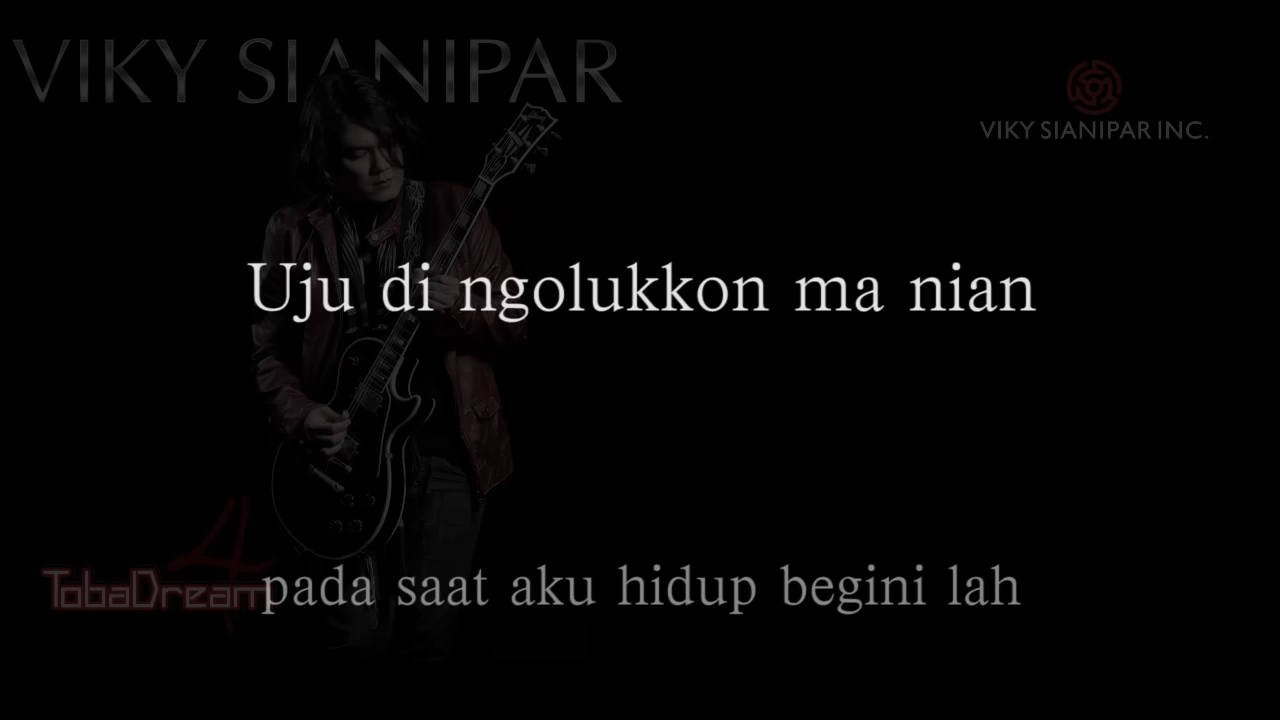 VIKY SIANIPAR
VIKY SIANIPAR INC.
Uju di ngolukkon ma nian
4
TobaDream
pada saat aku hidup begini lah